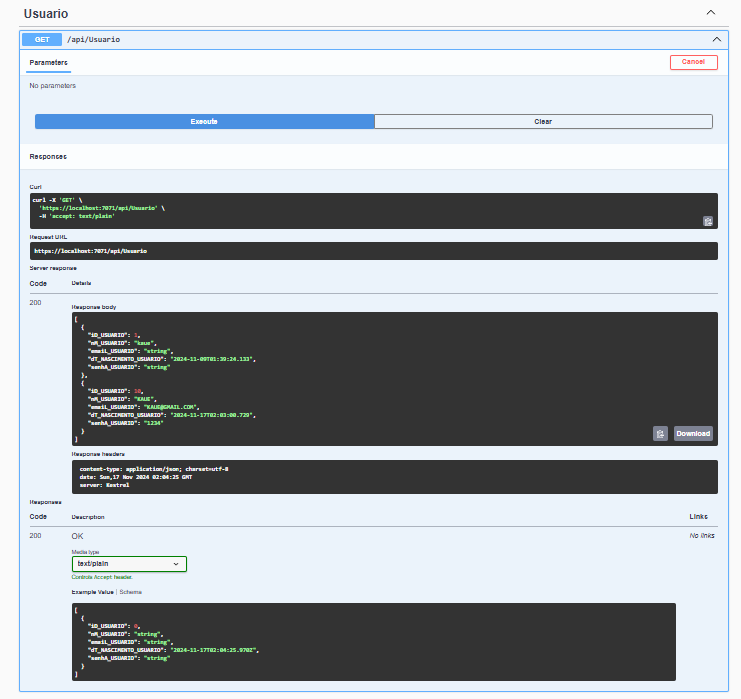 Usuario
GET /api/Usuario
Parameters
Cancel
No parameters
Execute
Clear
Responses
Curl
curl -X 'GET' \
'https://localhost:7071/api/Usuario' \
-H 'accept: text/plain'
Request URL
https://localhost:7071/api/Usuario
Server response
Code Details
200
Response body
[
{
"iD_USUARIO": 1,
"nM_USUARIO": "kaue",
"emaiL_USUARIO": "string",
"dT_NASCIMENTO_USUARIO": "2024-11-09T01:39:24.133",
"senhA_USUARIO": "string"
},
{
"iD_USUARIO": 10,
"nM_USUARIO": "KAUE",
"emaiL_USUARIO": "KAUE@GMAIL.COM",
"dT_NASCIMENTO_USUARIO": "2024-11-17T02:03:00.729",
"senhA_USUARIO": "1234"
}
]
Download
Response headers
content-type: application/json; charset=utf-8
date: Sun,17 Nov 2024 02:04:25 GMT
server: Kestrel
Responses
Code Description Links
200 OK No links
Media type
text/plain
Controls Accept header.
Example Value | Schema
[
{
"iD_USUARIO": 0,
"nM_USUARIO": "string",
"emaiL_USUARIO": "string",
"dT_NASCIMENTO_USUARIO": "2024-11-17T02:04:25.970Z",
"senhA_USUARIO": "string"
}
]